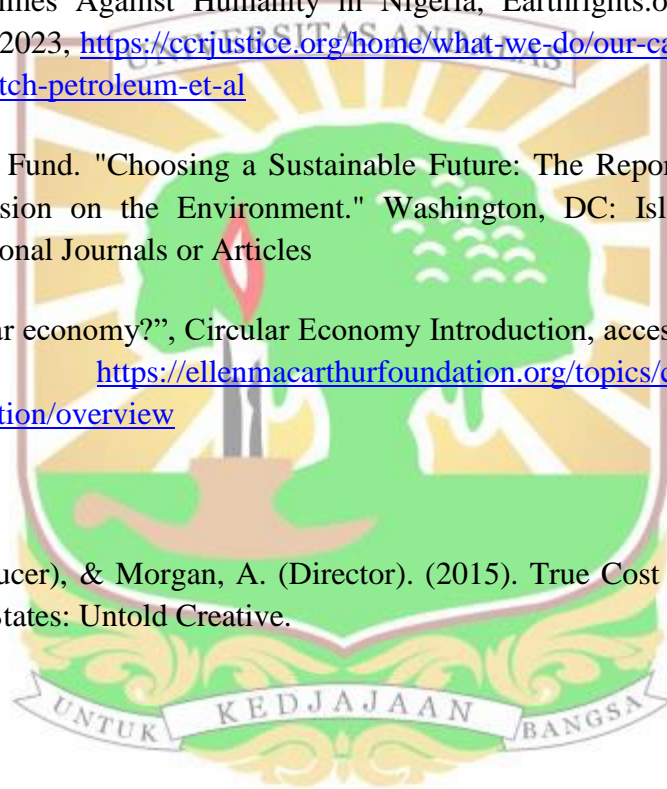 Against Humanity in Nigeria, Earthrights.o
2023, https://ccrjustice.org/home/what-we-do/our-ca
tch-petroleum-et-al
Fund. "Choosing a Sustainable Future: The Repor
sion on the Environment." Washington, DC: Isl
onal Journals or Articles
ar economy?”, Circular Economy Introduction, acces
https://ellenmacarthurfoundation.org/topics/c
tion/overview
ucer), & Morgan, A. (Director). (2015). True Cost
States: Untold Creative.
UNIVERSITAS ANDALAS
UNTUK KEDJAJAAN BANGSA